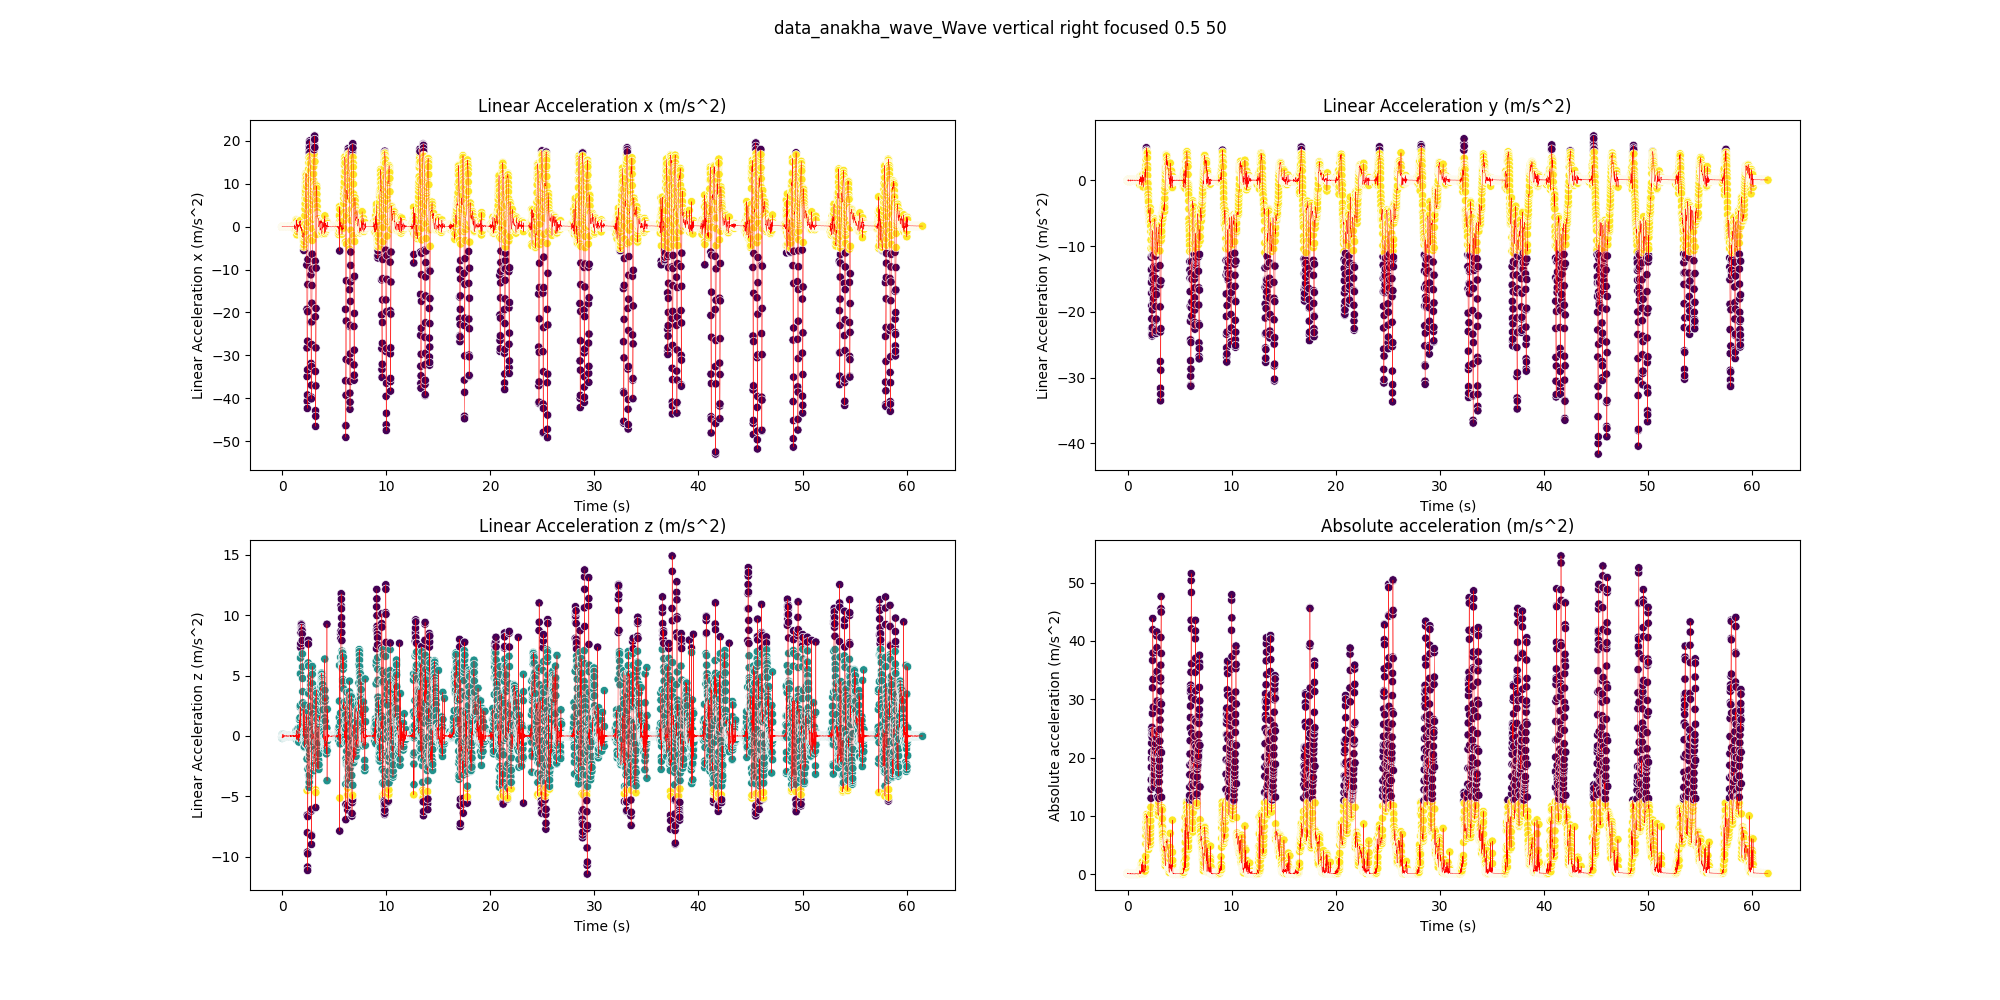 data_anakha_wave_Wave vertical right focused 0.5 50
Linear Acceleration x (m/s^2)
Linear Acceleration x (m/s^2)
20
10
0
−10
−20
−30
−40
−50
0 10 20 30 40 50 60
Time (s)
Linear Acceleration y (m/s^2)
Linear Acceleration y (m/s^2)
0
−10
−20
−30
−40
0 10 20 30 40 50 60
Time (s)
Linear Acceleration z (m/s^2)
Linear Acceleration z (m/s^2)
15
10
5
0
−5
−10
0 10 20 30 40 50 60
Time (s)
Absolute acceleration (m/s^2)
Absolute acceleration (m/s^2)
50
40
30
20
10
0
0 10 20 30 40 50 60
Time (s)